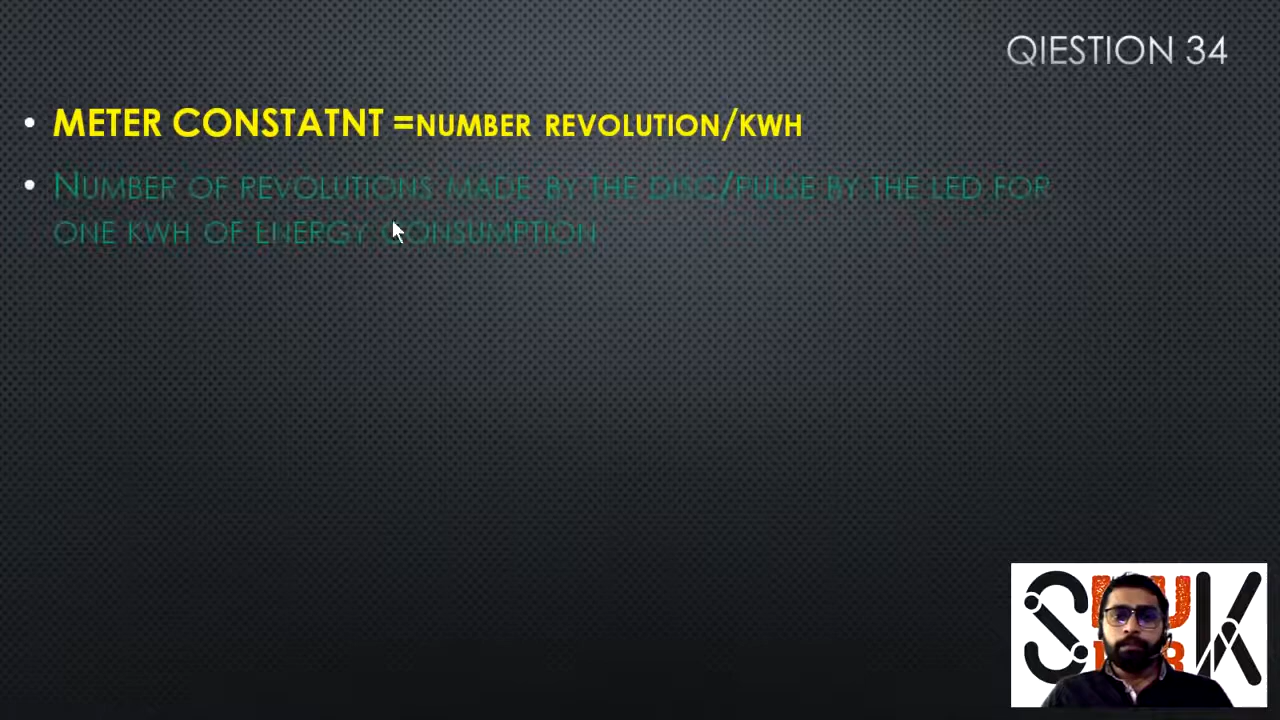 QIESTION 34
• METER CONSTATNT =NUMBER REVOLUTION/KWH
• NUMBER OF REVOLUTIONS MADE BY THE DISC/PULSE BY THE LED FOR
ONE KWH OF ENERGY CONSUMPTION